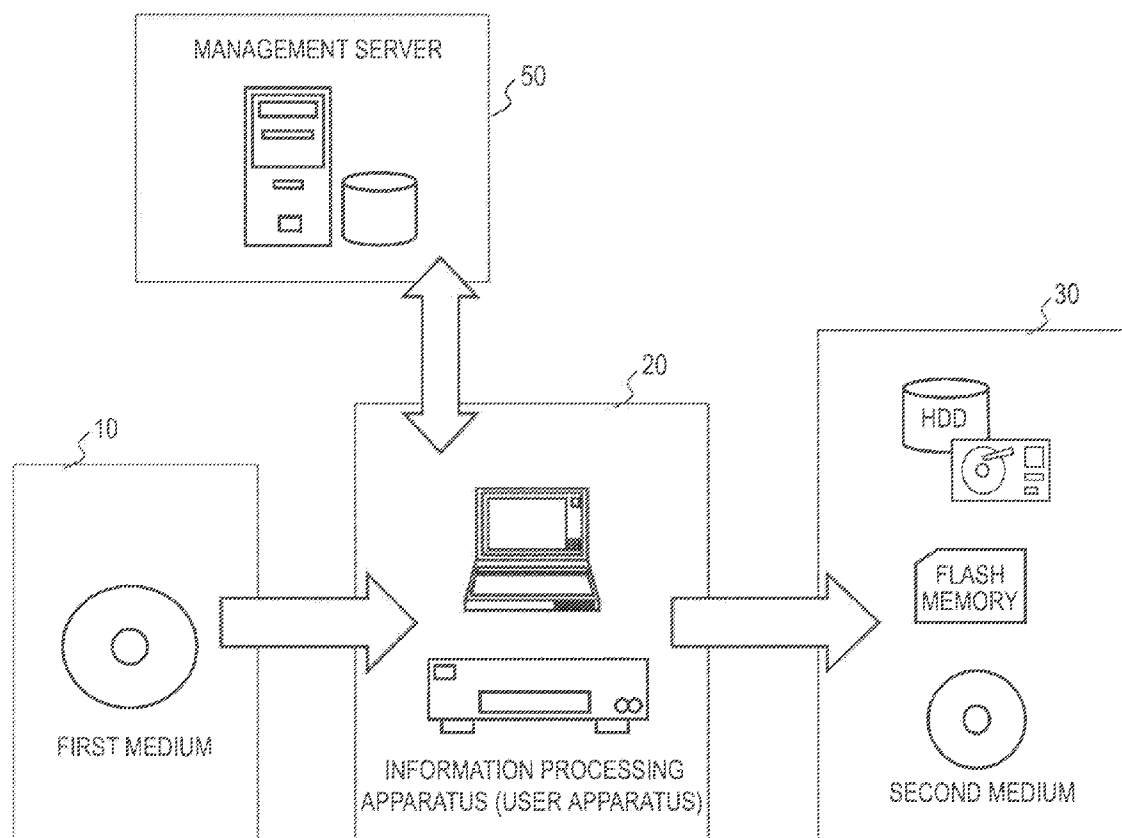 MANAGEMENT SERVER
50
30
20
HDD
10
FLASH
MEMORY
FIRST MEDIUM
INFORMATION PROCESSING
APPARATUS (USER APPARATUS)
SECOND MEDIUM